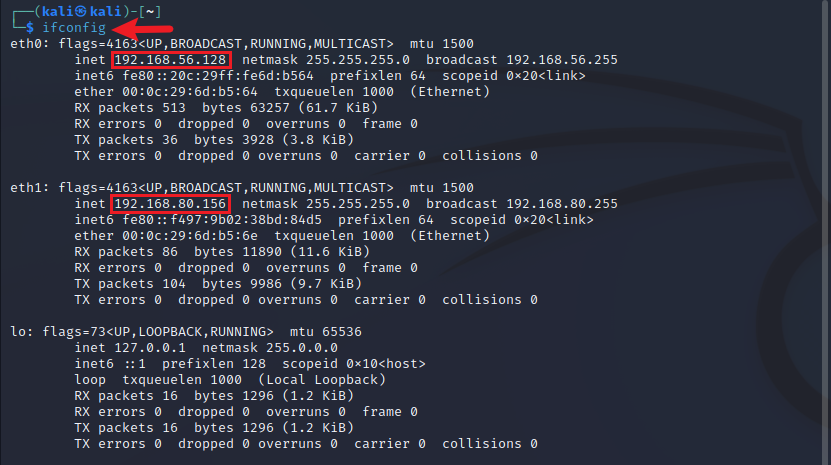 ┌──(kali㉿kali)-[~]
└─$ ifconfig
eth0: flags=4163<UP,BROADCAST,RUNNING,MULTICAST>  mtu 1500
        inet 192.168.56.128  netmask 255.255.255.0  broadcast 192.168.56.255
        inet6 fe80::20c:29ff:fe6d:b564  prefixlen 64  scopeid 0x20<link>
        ether 00:0c:29:6d:b5:64  txqueuelen 1000  (Ethernet)
        RX packets 513  bytes 63257 (61.7 KiB)
        RX errors 0  dropped 0  overruns 0  frame 0
        TX packets 36  bytes 3928 (3.8 KiB)
        TX errors 0  dropped 0 overruns 0  carrier 0  collisions 0

eth1: flags=4163<UP,BROADCAST,RUNNING,MULTICAST>  mtu 1500
        inet 192.168.80.156  netmask 255.255.255.0  broadcast 192.168.80.255
        inet6 fe80::f497:9b02:38bd:84d5  prefixlen 64  scopeid 0x20<link>
        ether 00:0c:29:6d:b5:6e  txqueuelen 1000  (Ethernet)
        RX packets 86  bytes 11890 (11.6 KiB)
        RX errors 0  dropped 0  overruns 0  frame 0
        TX packets 104  bytes 9986 (9.7 KiB)
        TX errors 0  dropped 0 overruns 0  carrier 0  collisions 0

lo: flags=73<UP,LOOPBACK,RUNNING>  mtu 65536
        inet 127.0.0.1  netmask 255.0.0.0
        inet6 ::1  prefixlen 128  scopeid 0x10<host>
        loop  txqueuelen 1000  (Local Loopback)
        RX packets 16  bytes 1296 (1.2 KiB)
        RX errors 0  dropped 0  overruns 0  frame 0
        TX packets 16  bytes 1296 (1.2 KiB)
        TX errors 0  dropped 0 overruns 0  carrier 0  collisions 0